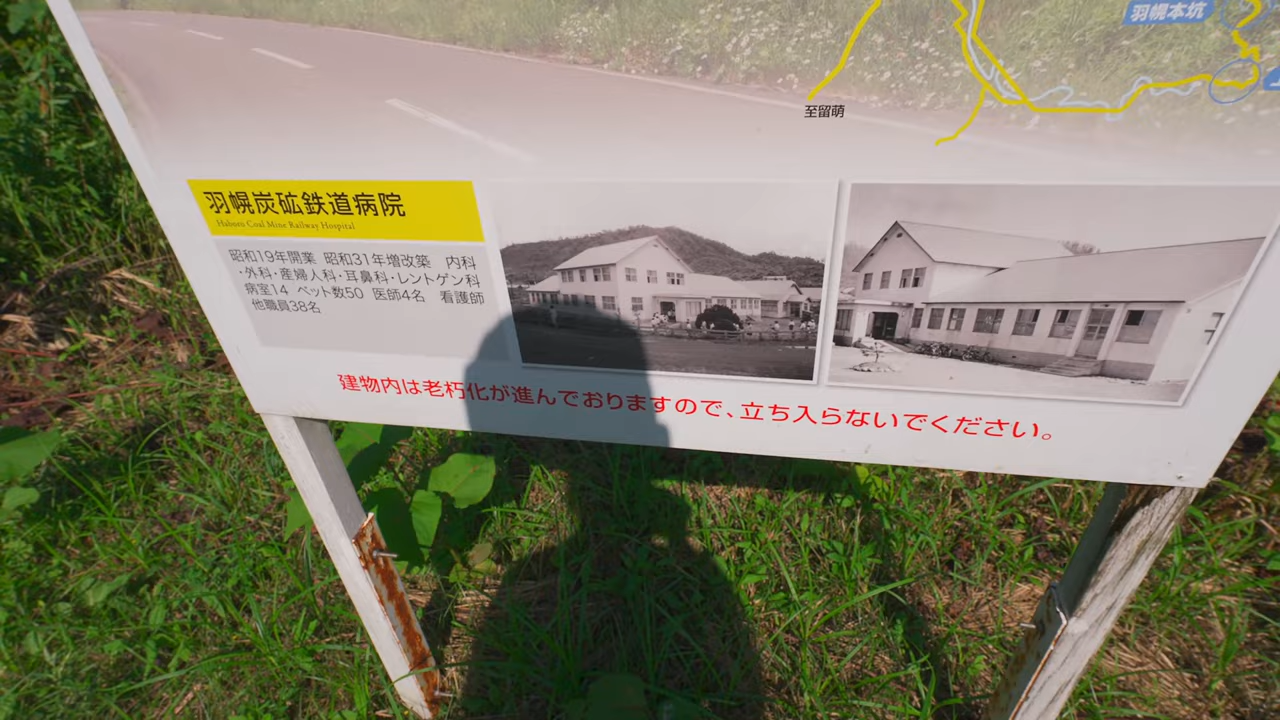 羽幌本坑
至留萌
羽幌炭砿鉄道病院
Haboro Coal Mine Railway Hospital
昭和19年開業 昭和31年増改築 内科
・外科・産婦人科・耳鼻科・レントゲン科
病室14 ベット数50 医師4名 看護師
他職員38名
建物内は老朽化が進んでおりますので、立ち入らないでください。